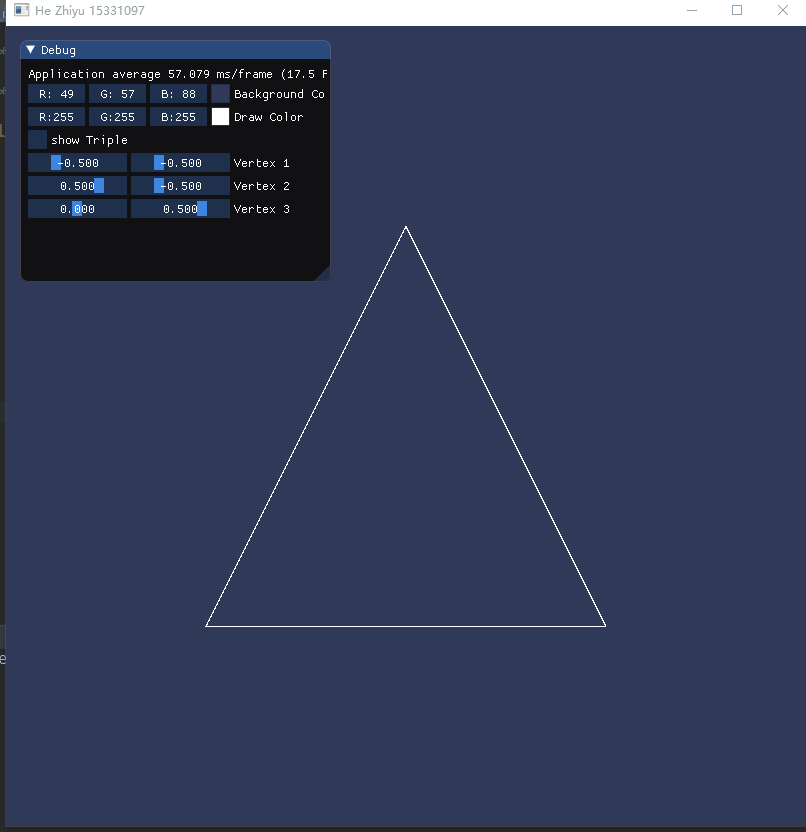 He Zhiyu 15331097
Debug
Application average 57.079 ms/frame (17.5 F
R: 49 G: 57 B: 88 Background Co
R:255 G:255 B:255 Draw Color
show Triple
-0.500 -0.500 Vertex 1
0.500 -0.500 Vertex 2
0.000 0.500 Vertex 3